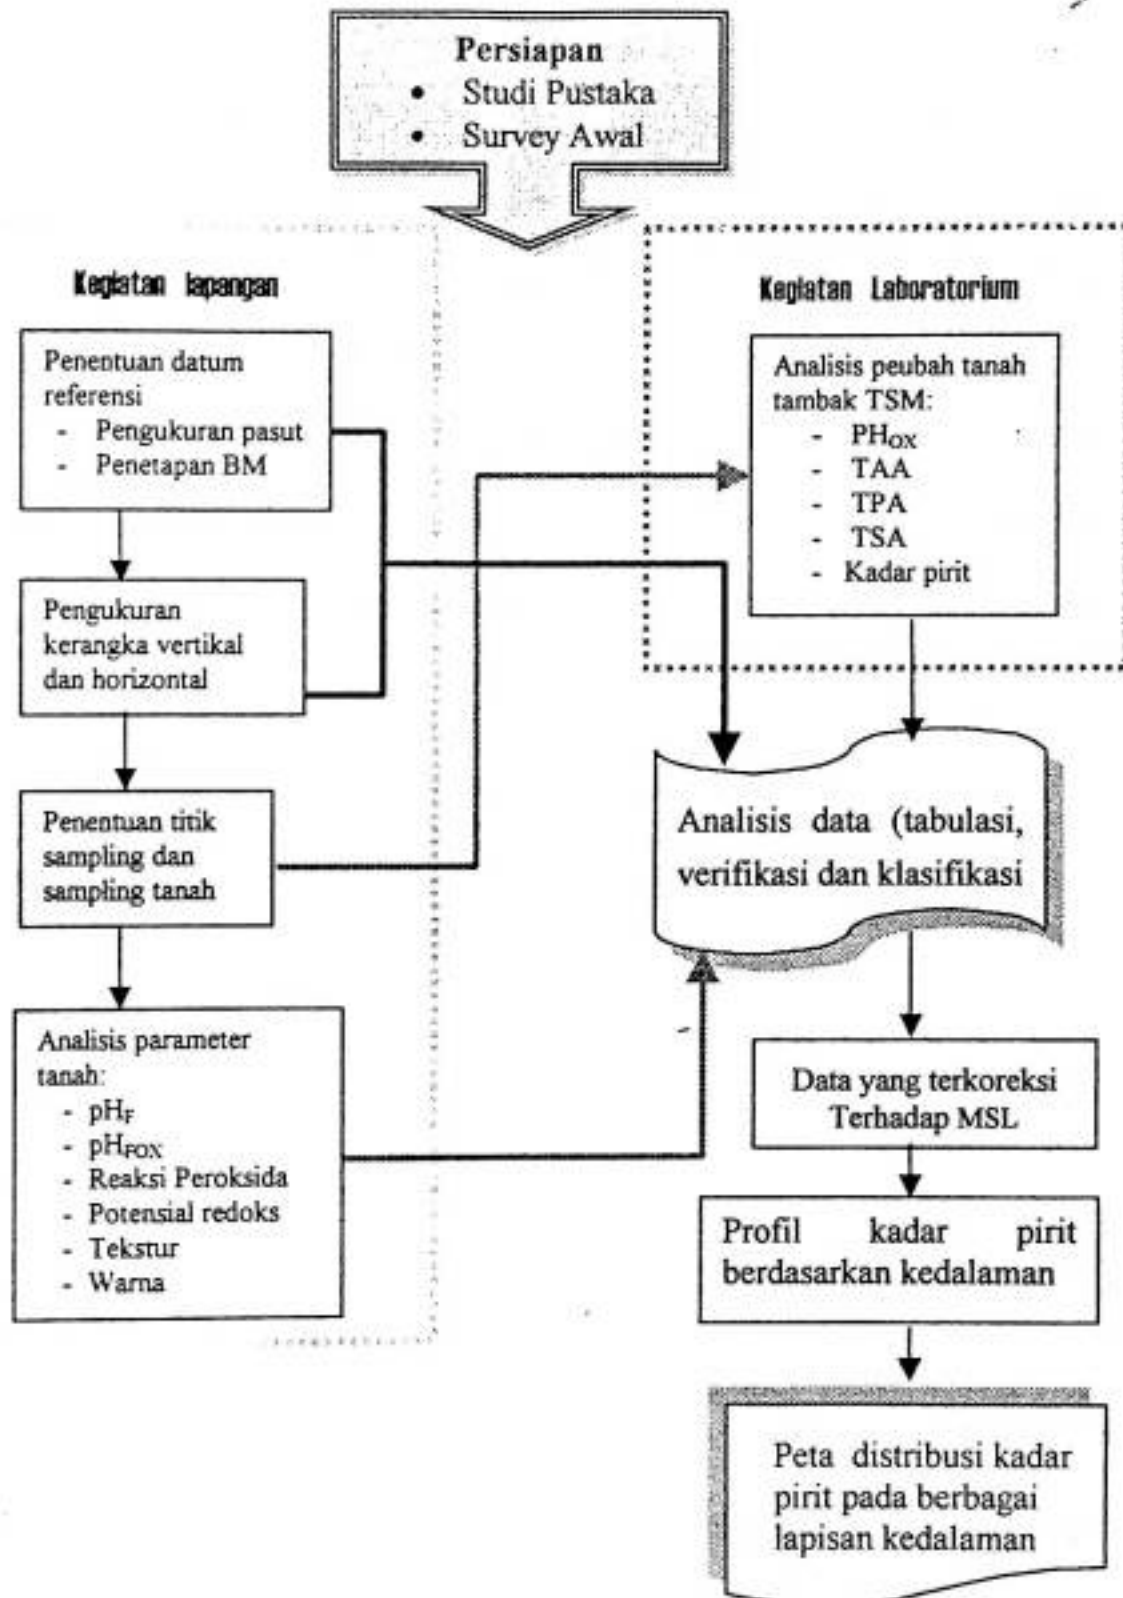 Persiapan
• Studi Pustaka
• Survey Awal
Kegiatan lapangan
Penentuan datum
referensi
- Pengukuran pasut
- Penetapan BM
Pengukuran
kerangka vertikal
dan horizontal
Penentuan titik
sampling dan
sampling tanah
Analisis parameter
tanah:
- pHF
- pHFOX
- Reaksi Peroksida
- Potensial redoks
- Tekstur
- Warna
Kegiatan Laboratorium
Analisis peubah tanah
tambak TSM:
- PHOX
- TAA
- TPA
- TSA
- Kadar pirit
Analisis data (tabulasi,
verifikasi dan klasifikasi
Data yang terkoreksi
Terhadap MSL
Profil kadar pirit
berdasarkan kedalaman
Peta distribusi kadar
pirit pada berbagai
lapisan kedalaman